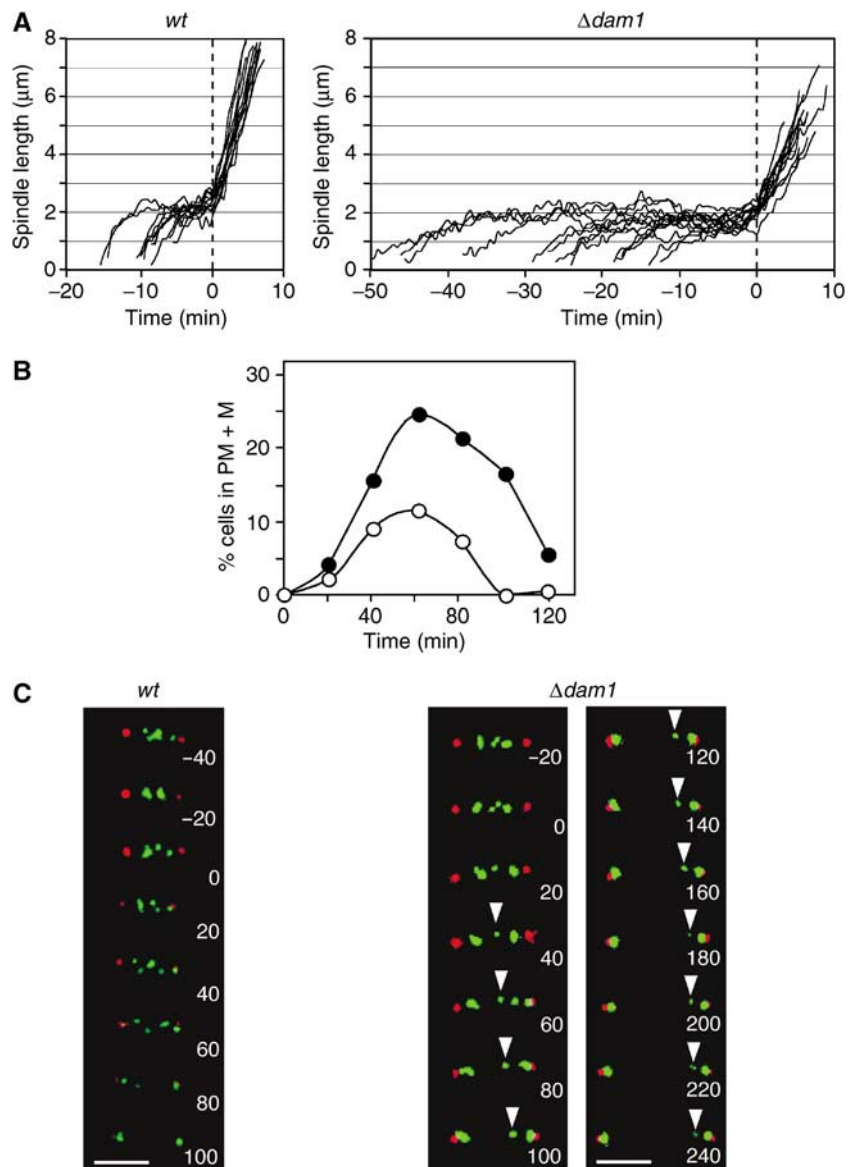 A
wt
Δdam1
Spindle length (μm)
8
6
4
2
0
−20 −10 0 10
Time (min)
Spindle length (μm)
8
6
4
2
0
−50 −40 −30 −20 −10 0 10
Time (min)
B
% cells in PM + M
30
20
10
0
0 40 80 120
Time (min)
C
wt
Δdam1
−40
−20
0
20
40
60
80
100
−20
0
20
40
60
80
100
120
140
160
180
200
220
240